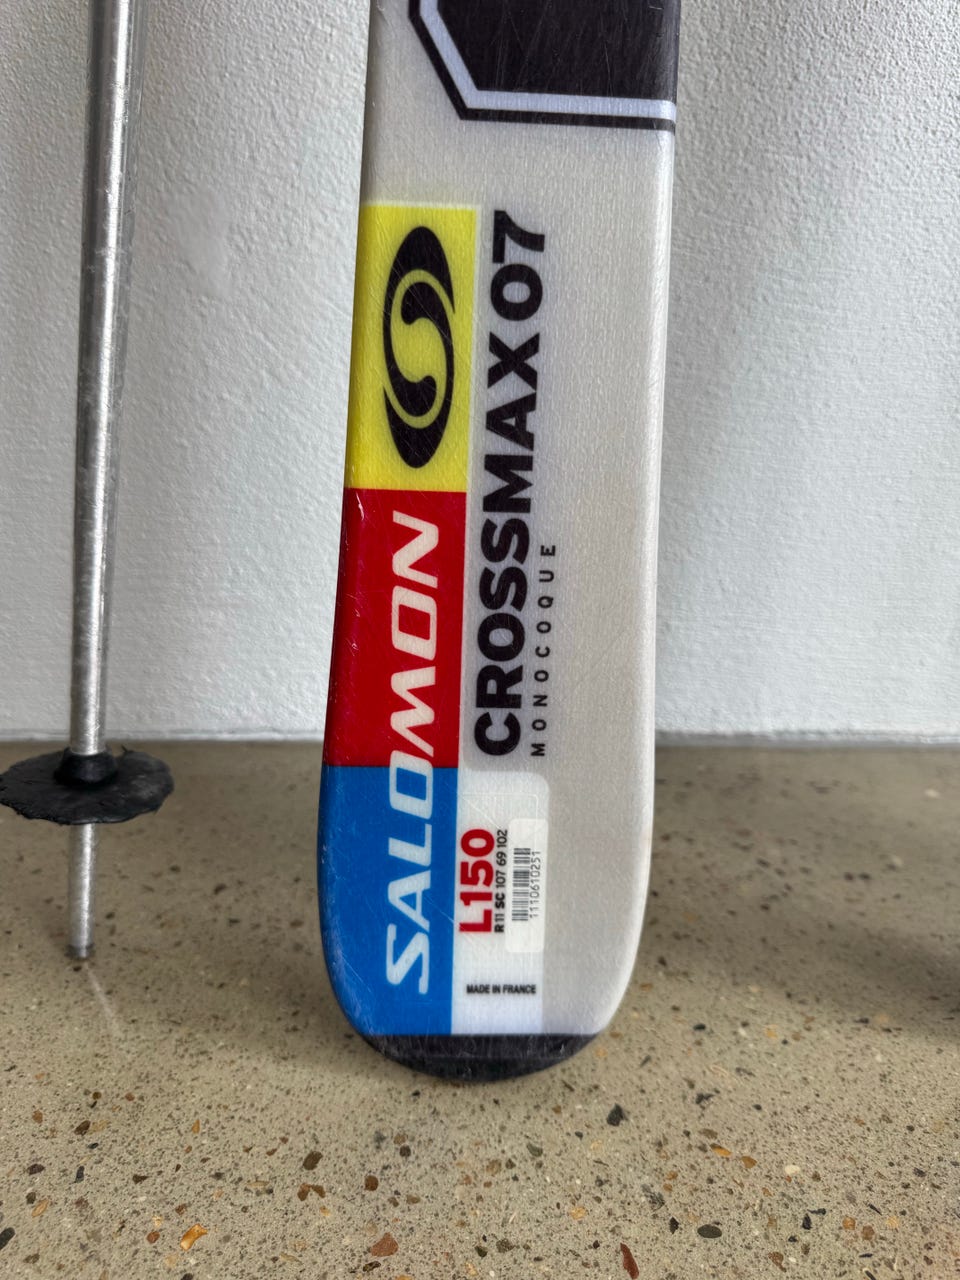 SALOMON
CROSSMAX 07
MONOCOQUE
L150
R11 SC 107 69 102
1110610251
MADE IN FRANCE